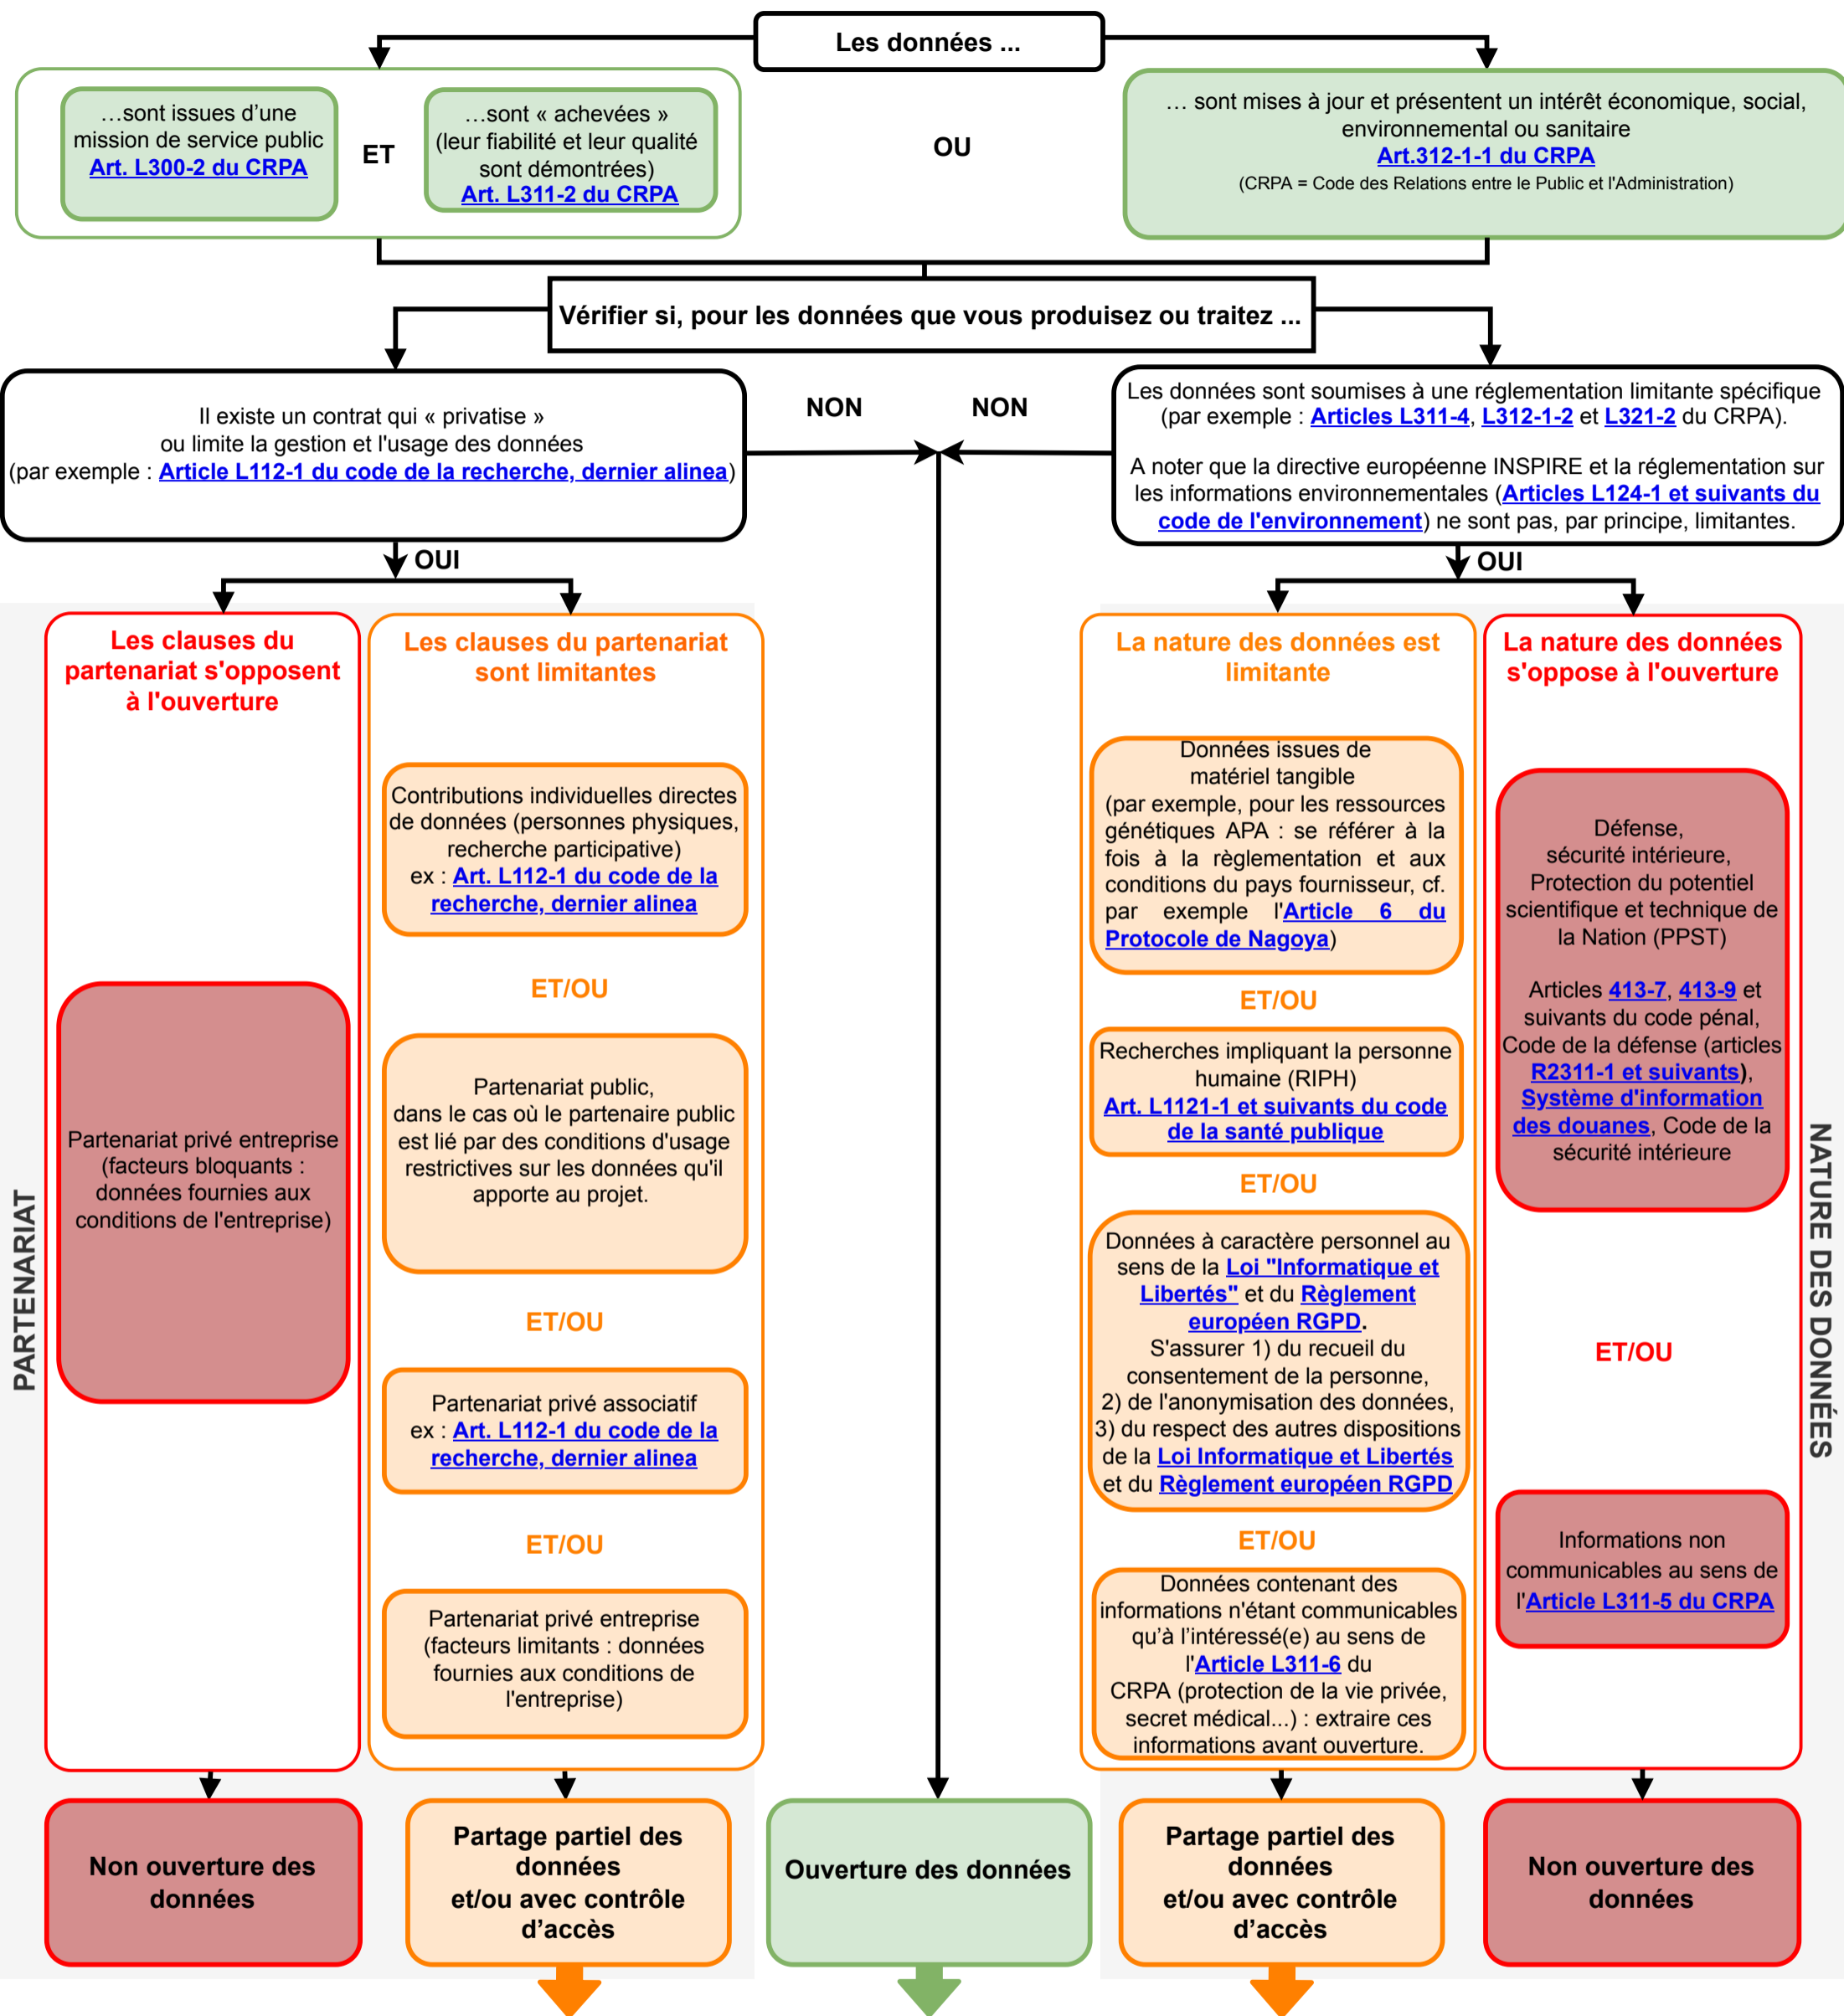 Les données ...
…sont issues d'une
mission de service public
Art. L300-2 du CRPA
ET
…sont « achevées »
(leur fiabilité et leur qualité
sont démontrées)
Art. L311-2 du CRPA
OU
… sont mises à jour et présentent un intérêt économique, social,
environnemental ou sanitaire
Art.312-1-1 du CRPA
(CRPA = Code des Relations entre le Public et l'Administration)
Vérifier si, pour les données que vous produisez ou traitez ...
Il existe un contrat qui « privatise »
ou limite la gestion et l'usage des données
(par exemple : Article L112-1 du code de la recherche, dernier alinea)
NON
NON
Les données sont soumises à une réglementation limitante spécifique
(par exemple : Articles L311-4, L312-1-2 et L321-2 du CRPA).
A noter que la directive européenne INSPIRE et la réglementation sur
les informations environnementales (Articles L124-1 et suivants du
code de l'environnement) ne sont pas, par principe, limitantes.
OUI
OUI
PARTENARIAT
Les clauses du
partenariat s'opposent
à l'ouverture
Partenariat privé entreprise
(facteurs bloquants :
données fournies aux
conditions de l'entreprise)
Les clauses du partenariat
sont limitantes
Contributions individuelles directes
de données (personnes physiques,
recherche participative)
ex : Art. L112-1 du code de la
recherche, dernier alinea
ET/OU
Partenariat public,
dans le cas où le partenaire public
est lié par des conditions d'usage
restrictives sur les données qu'il
apporte au projet.
ET/OU
Partenariat privé associatif
ex : Art. L112-1 du code de la
recherche, dernier alinea
ET/OU
Partenariat privé entreprise
(facteurs limitants : données
fournies aux conditions de
l'entreprise)
La nature des données est
limitante
Données issues de
matériel tangible
(par exemple, pour les ressources
génétiques APA : se référer à la
fois à la règlementation et aux
conditions du pays fournisseur, cf.
par exemple l'Article 6 du
Protocole de Nagoya)
ET/OU
Recherches impliquant la personne
humaine (RIPH)
Art. L1121-1 et suivants du code
de la santé publique
ET/OU
Données à caractère personnel au
sens de la Loi "Informatique et
Libertés" et du Règlement
européen RGPD.
S'assurer 1) du recueil du
consentement de la personne,
2) de l'anonymisation des données,
3) du respect des autres dispositions
de la Loi Informatique et Libertés
et du Règlement européen RGPD
ET/OU
Données contenant des
informations n'étant communicables
qu'à l'intéressé(e) au sens de
l'Article L311-6 du
CRPA (protection de la vie privée,
secret médical...) : extraire ces
informations avant ouverture.
La nature des données
s'oppose à l'ouverture
Défense,
sécurité intérieure,
Protection du potentiel
scientifique et technique de
la Nation (PPST)
Articles 413-7, 413-9 et
suivants du code pénal,
Code de la défense (articles
R2311-1 et suivants),
Système d'information
des douanes, Code de la
sécurité intérieure
ET/OU
Informations non
communicables au sens de
l'Article L311-5 du CRPA
NATURE DES DONNÉES
Non ouverture des
données
Partage partiel des
données
et/ou avec contrôle
d'accès
Ouverture des données
Partage partiel des
données
et/ou avec contrôle
d'accès
Non ouverture des
données